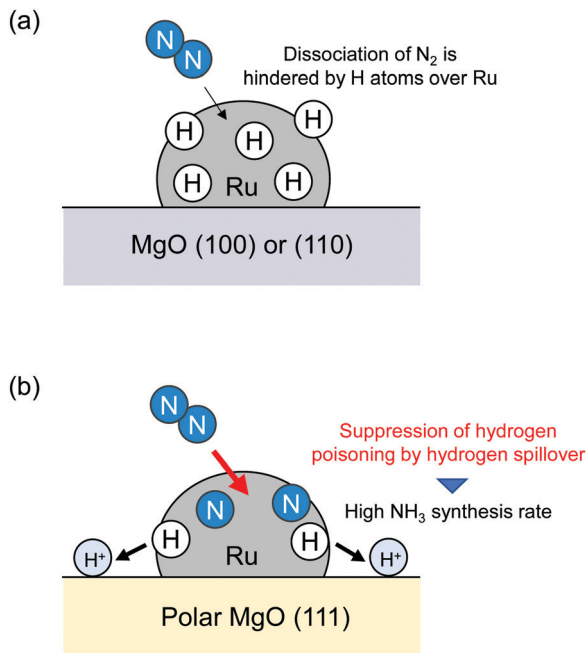 (a)
N
N
Dissociation of N₂ is
hindered by H atoms over Ru
H
H
H
H
H
Ru
MgO (100) or (110)
(b)
N
N
Suppression of hydrogen
poisoning by hydrogen spillover
High NH₃ synthesis rate
N
N
H
H
H⁺
Ru
H⁺
Polar MgO (111)